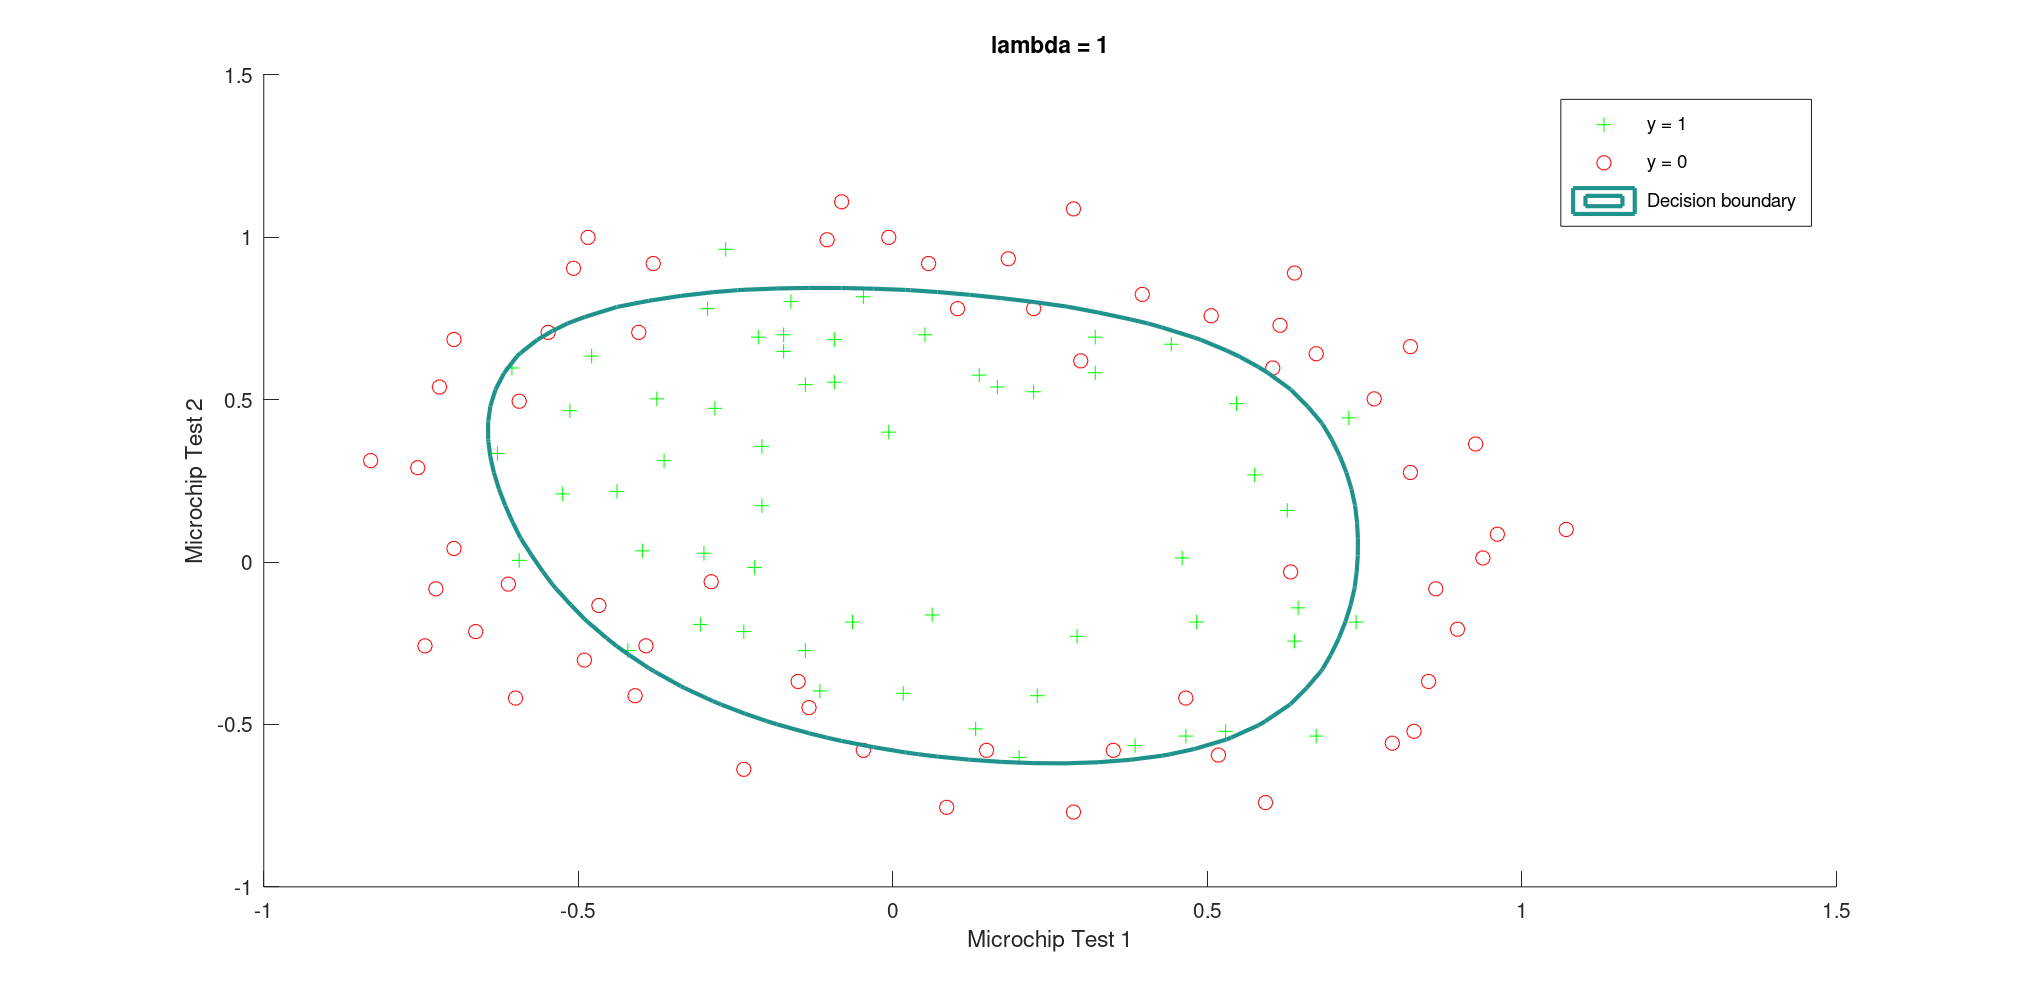 lambda = 1
1.5
1
0.5
0
-0.5
-1
-1
-0.5
0
0.5
1
1.5
Microchip Test 1
Microchip Test 2
y = 1
y = 0
Decision boundary